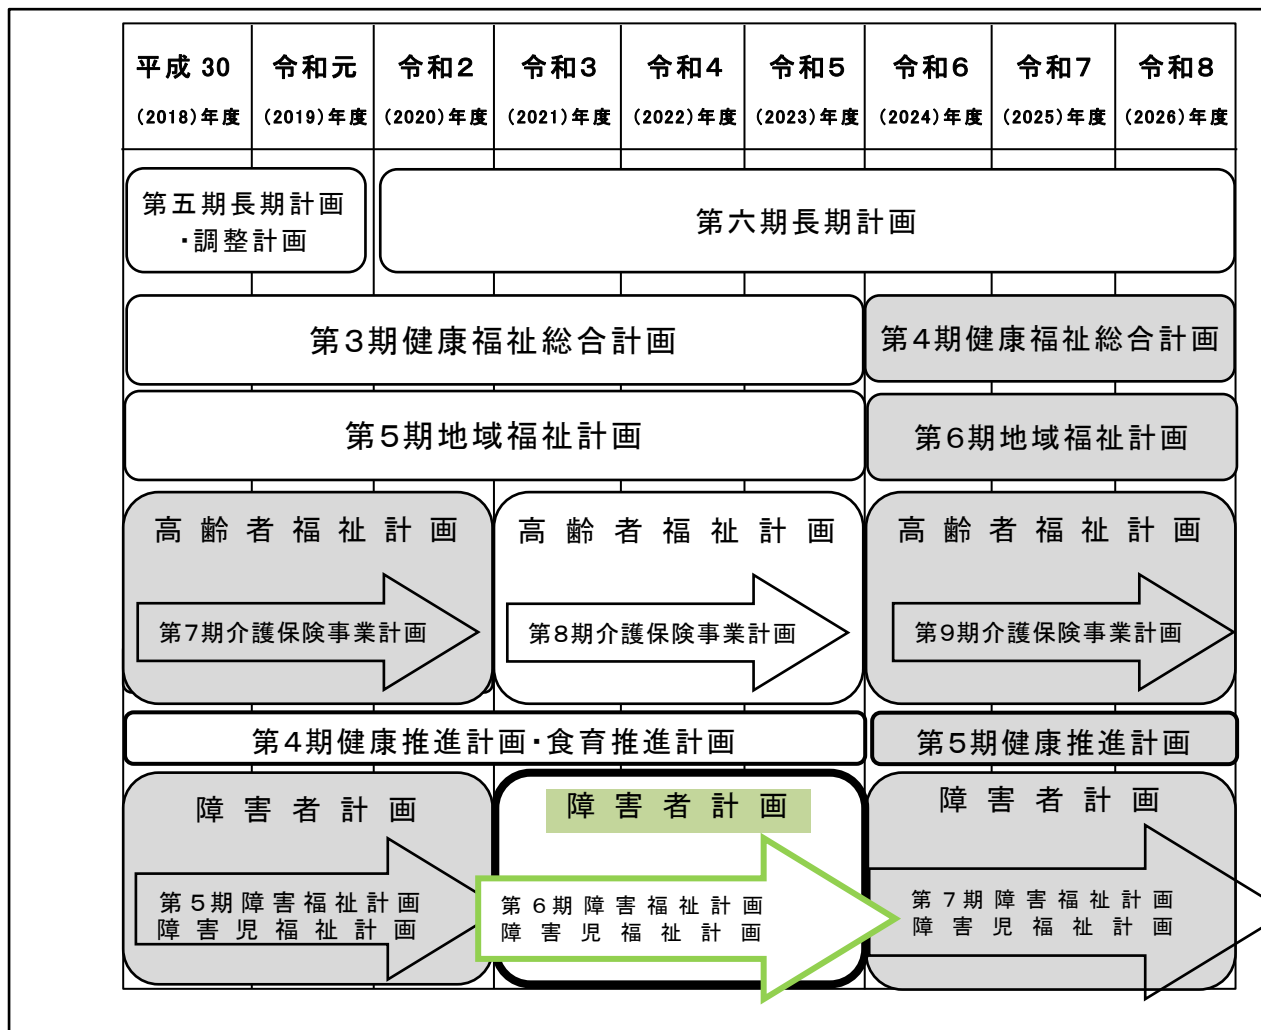 平成30 令和元 令和2 令和3 令和4 令和5 令和6 令和7 令和8
(2018)年度 (2019)年度 (2020)年度 (2021)年度 (2022)年度 (2023)年度 (2024)年度 (2025)年度 (2026)年度
第五期長期計画
・調整計画
第六期長期計画
第3期健康福祉総合計画
第4期健康福祉総合計画
第5期地域福祉計画
第6期地域福祉計画
高齢者福祉計画
高齢者福祉計画
高齢者福祉計画
第7期介護保険事業計画
第8期介護保険事業計画
第9期介護保険事業計画
第4期健康推進計画・食育推進計画
第5期健康推進計画
障害者計画
障害者計画
障害者計画
第5期障害福祉計画
障害児福祉計画
第6期障害福祉計画
障害児福祉計画
第7期障害福祉計画
障害児福祉計画